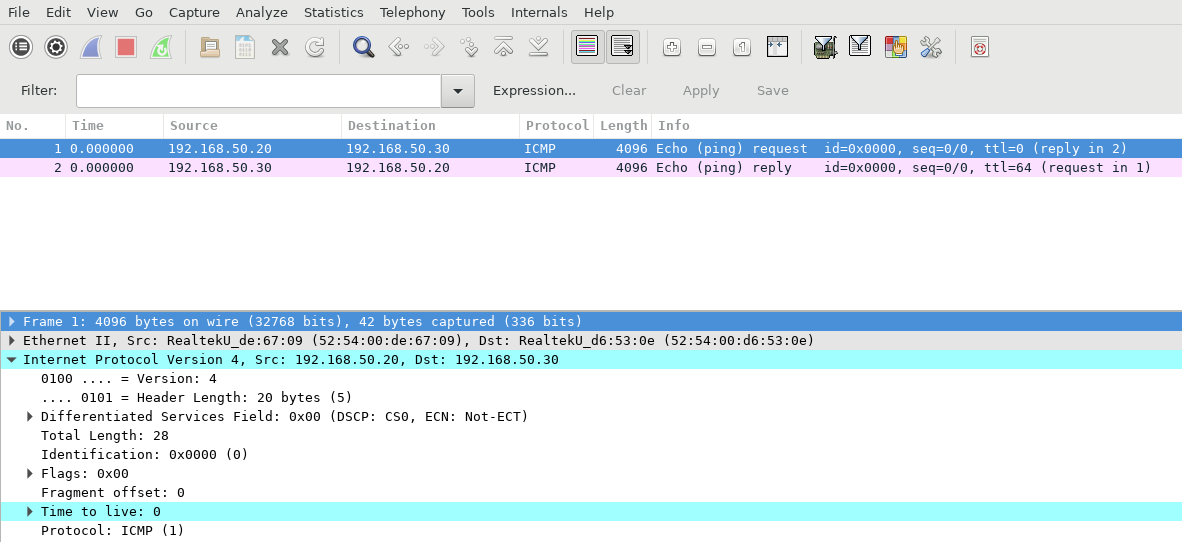 File Edit View Go Capture Analyze Statistics Telephony Tools Internals Help
Filter: Expression... Clear Apply Save
No. Time Source Destination Protocol Length Info
1 0.000000 192.168.50.20 192.168.50.30 ICMP 4096 Echo (ping) request id=0x0000, seq=0/0, ttl=0 (reply in 2)
2 0.000000 192.168.50.30 192.168.50.20 ICMP 4096 Echo (ping) reply id=0x0000, seq=0/0, ttl=64 (request in 1)
Frame 1: 4096 bytes on wire (32768 bits), 42 bytes captured (336 bits)
Ethernet II, Src: RealtekU_de:67:09 (52:54:00:de:67:09), Dst: RealtekU_d6:53:0e (52:54:00:d6:53:0e)
Internet Protocol Version 4, Src: 192.168.50.20, Dst: 192.168.50.30
0100 .... = Version: 4
.... 0101 = Header Length: 20 bytes (5)
Differentiated Services Field: 0x00 (DSCP: CS0, ECN: Not-ECT)
Total Length: 28
Identification: 0x0000 (0)
Flags: 0x00
Fragment offset: 0
Time to live: 0
Protocol: ICMP (1)